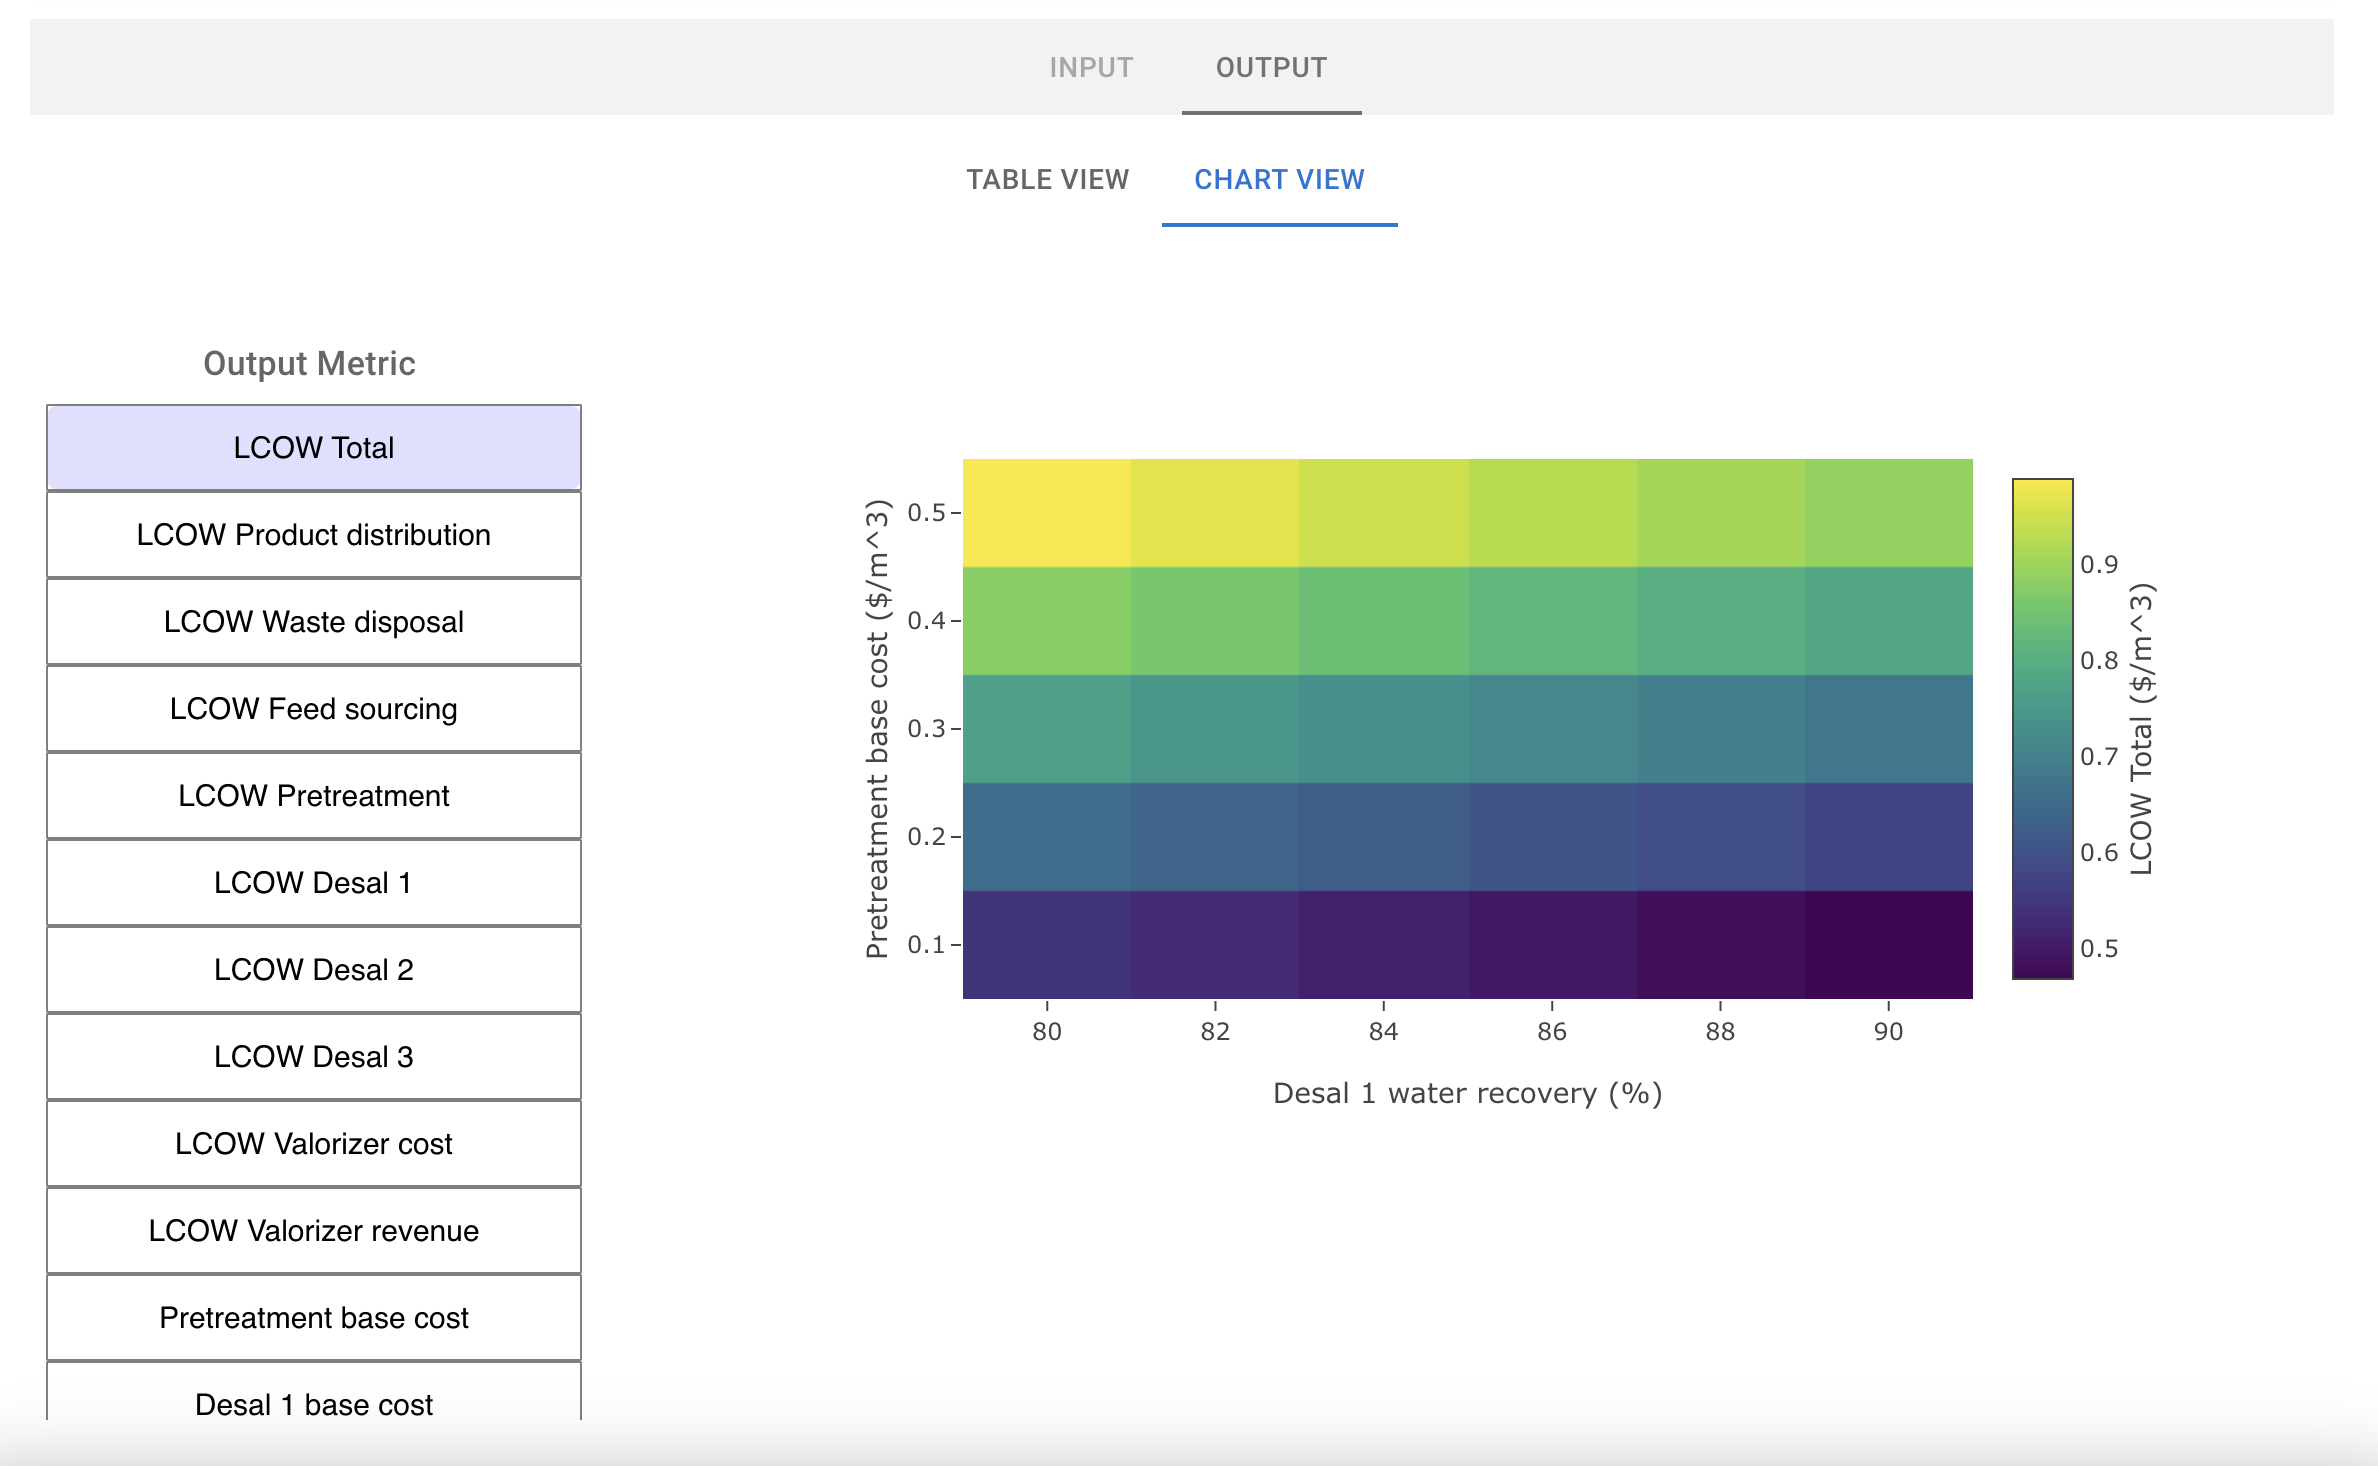 INPUT
OUTPUT
TABLE VIEW
CHART VIEW
Output Metric
LCOW Total
LCOW Product distribution
LCOW Waste disposal
LCOW Feed sourcing
LCOW Pretreatment
LCOW Desal 1
LCOW Desal 2
LCOW Desal 3
LCOW Valorizer cost
LCOW Valorizer revenue
Pretreatment base cost
Desal 1 base cost
Pretreatment base cost ($/m^3)
0.5
0.4
0.3
0.2
0.1
80
82
84
86
88
90
Desal 1 water recovery (%)
0.9
0.8
0.7
0.6
0.5
LCOW Total ($/m^3)